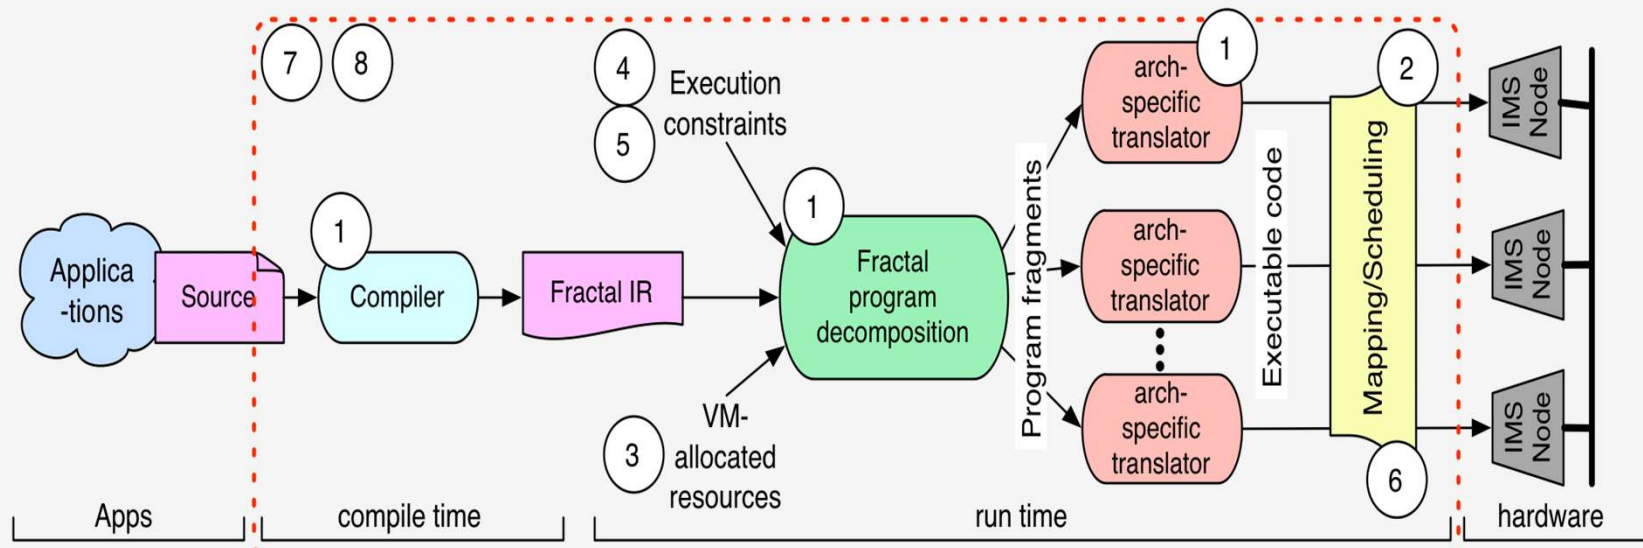 7
8
4
5
Execution
constraints
1
arch-
specific
translator
2
IMS
Node
Applica
-tions
Source
1
Compiler
Fractal IR
1
Fractal
program
decomposition
Program fragments
arch-
specific
translator
Executable code
Mapping/Scheduling
IMS
Node
3
VM-
allocated
resources
arch-
specific
translator
6
IMS
Node
Apps
compile time
run time
hardware